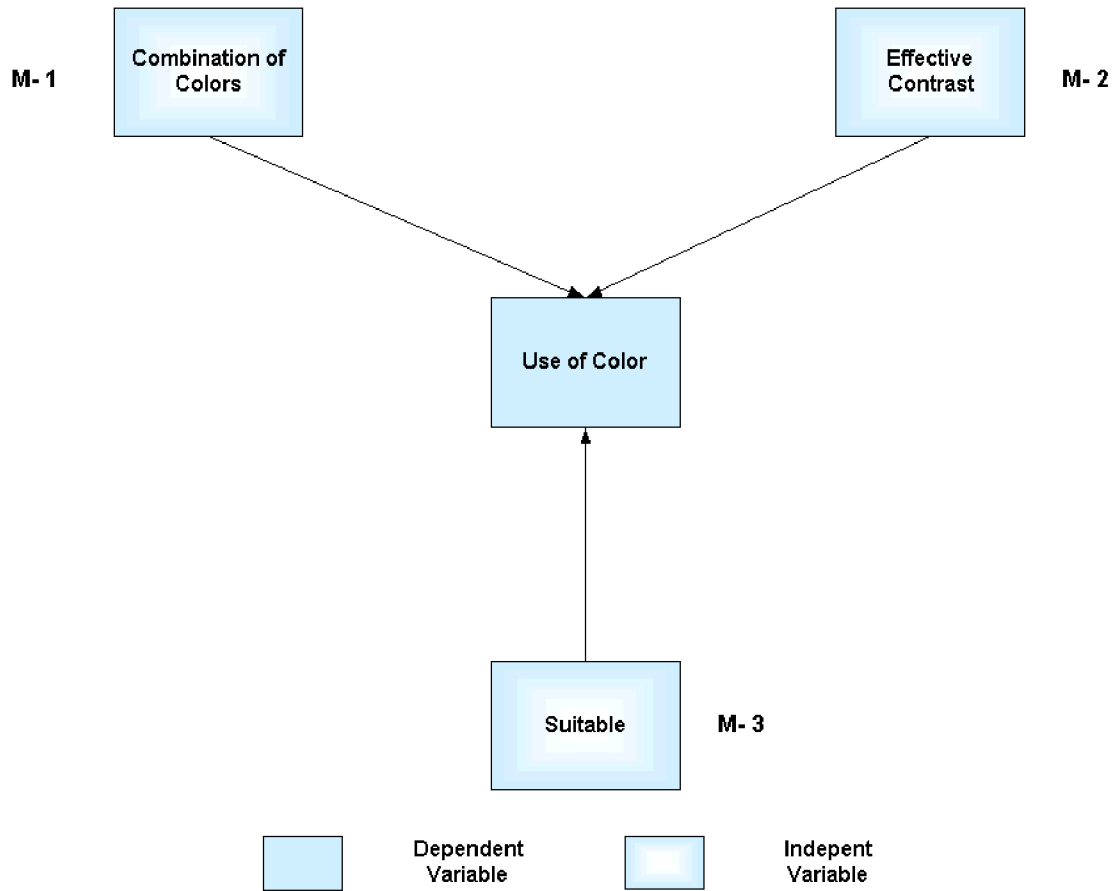 M- 1
Combination of
Colors
Effective
Contrast
M- 2
Use of Color
Suitable
M- 3
Dependent
Variable
Indepent
Variable